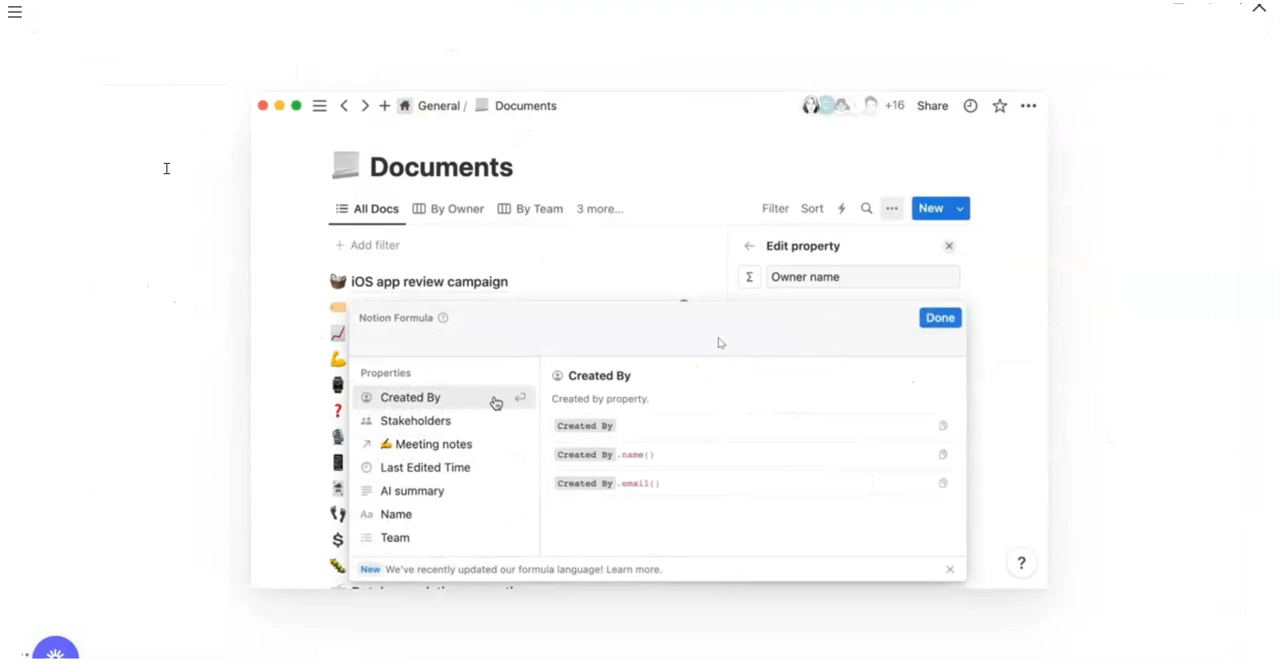 General / Documents
+16 Share
Documents
All Docs By Owner By Team 3 more... Filter Sort New
+ Add filter
Edit property
iOS app review campaign
Σ Owner name
Notion Formula Done
Properties
Created By
Stakeholders
Meeting notes
Last Edited Time
AI summary
Aa Name
Team
Created By
Created by property.
Created By
Created By .name()
Created By .email()
New We've recently updated our formula language! Learn more.
?